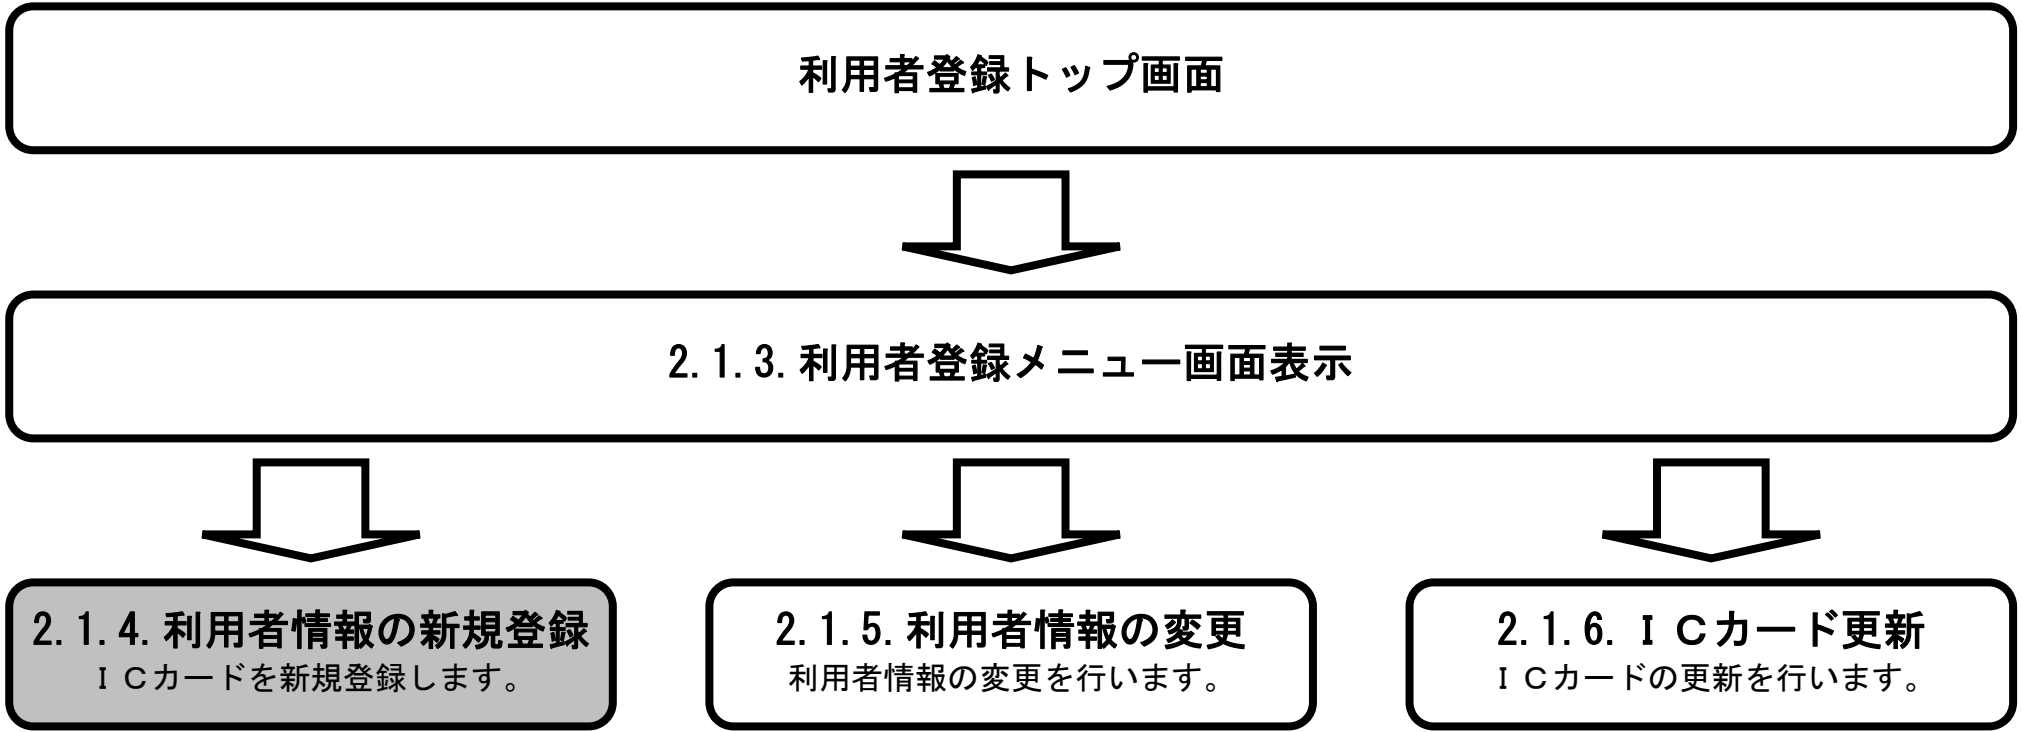 利用者登録トップ画面
2.1.3.利用者登録メニュー画面表示
2.1.4.利用者情報の新規登録
ＩＣカードを新規登録します。
2.1.5.利用者情報の変更
利用者情報の変更を行います。
2.1.6.ＩＣカード更新
ＩＣカードの更新を行います。